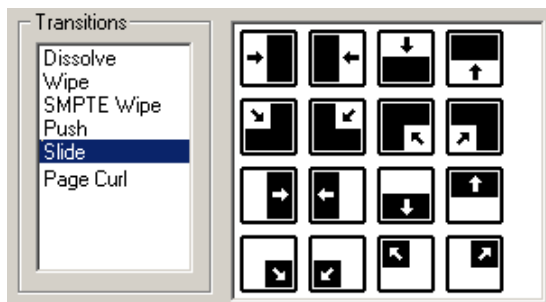 Transitions
Dissolve
Wipe
SMPTE Wipe
Push
Slide
Page Curl